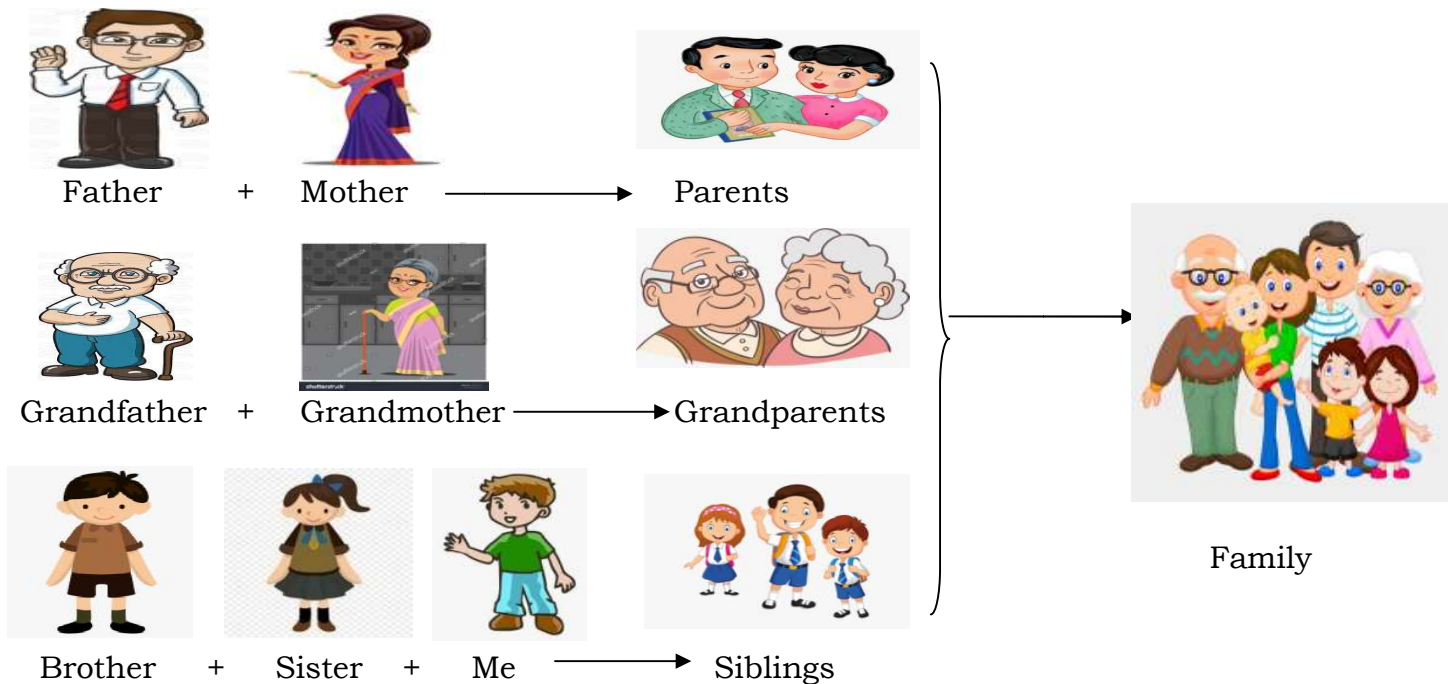 Father + Mother Parents
Grandfather + Grandmother Grandparents
Brother + Sister + Me Siblings
Family